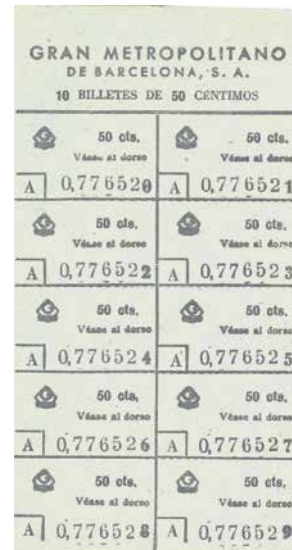 GRAN METROPOLITANO
DE BARCELONA, S. A.
10 BILLETES DE 50 CÉNTIMOS
50 cts. 50 cts.
Véase al dorso Véase al dorso
A 0,776520 A 0,776521
50 cts. 50 cts.
Véase al dorso Véase al dorso
A 0,776522 A 0,776523
50 cts. 50 cts.
Véase al dorso Véase al dorso
A 0,776524 A 0,776525
50 cts. 50 cts.
Véase al dorso Véase al dorso
A 0,776526 A 0,776527
50 cts. 50 cts.
Véase al dorso Véase al dorso
A 0,776528 A 0,776529